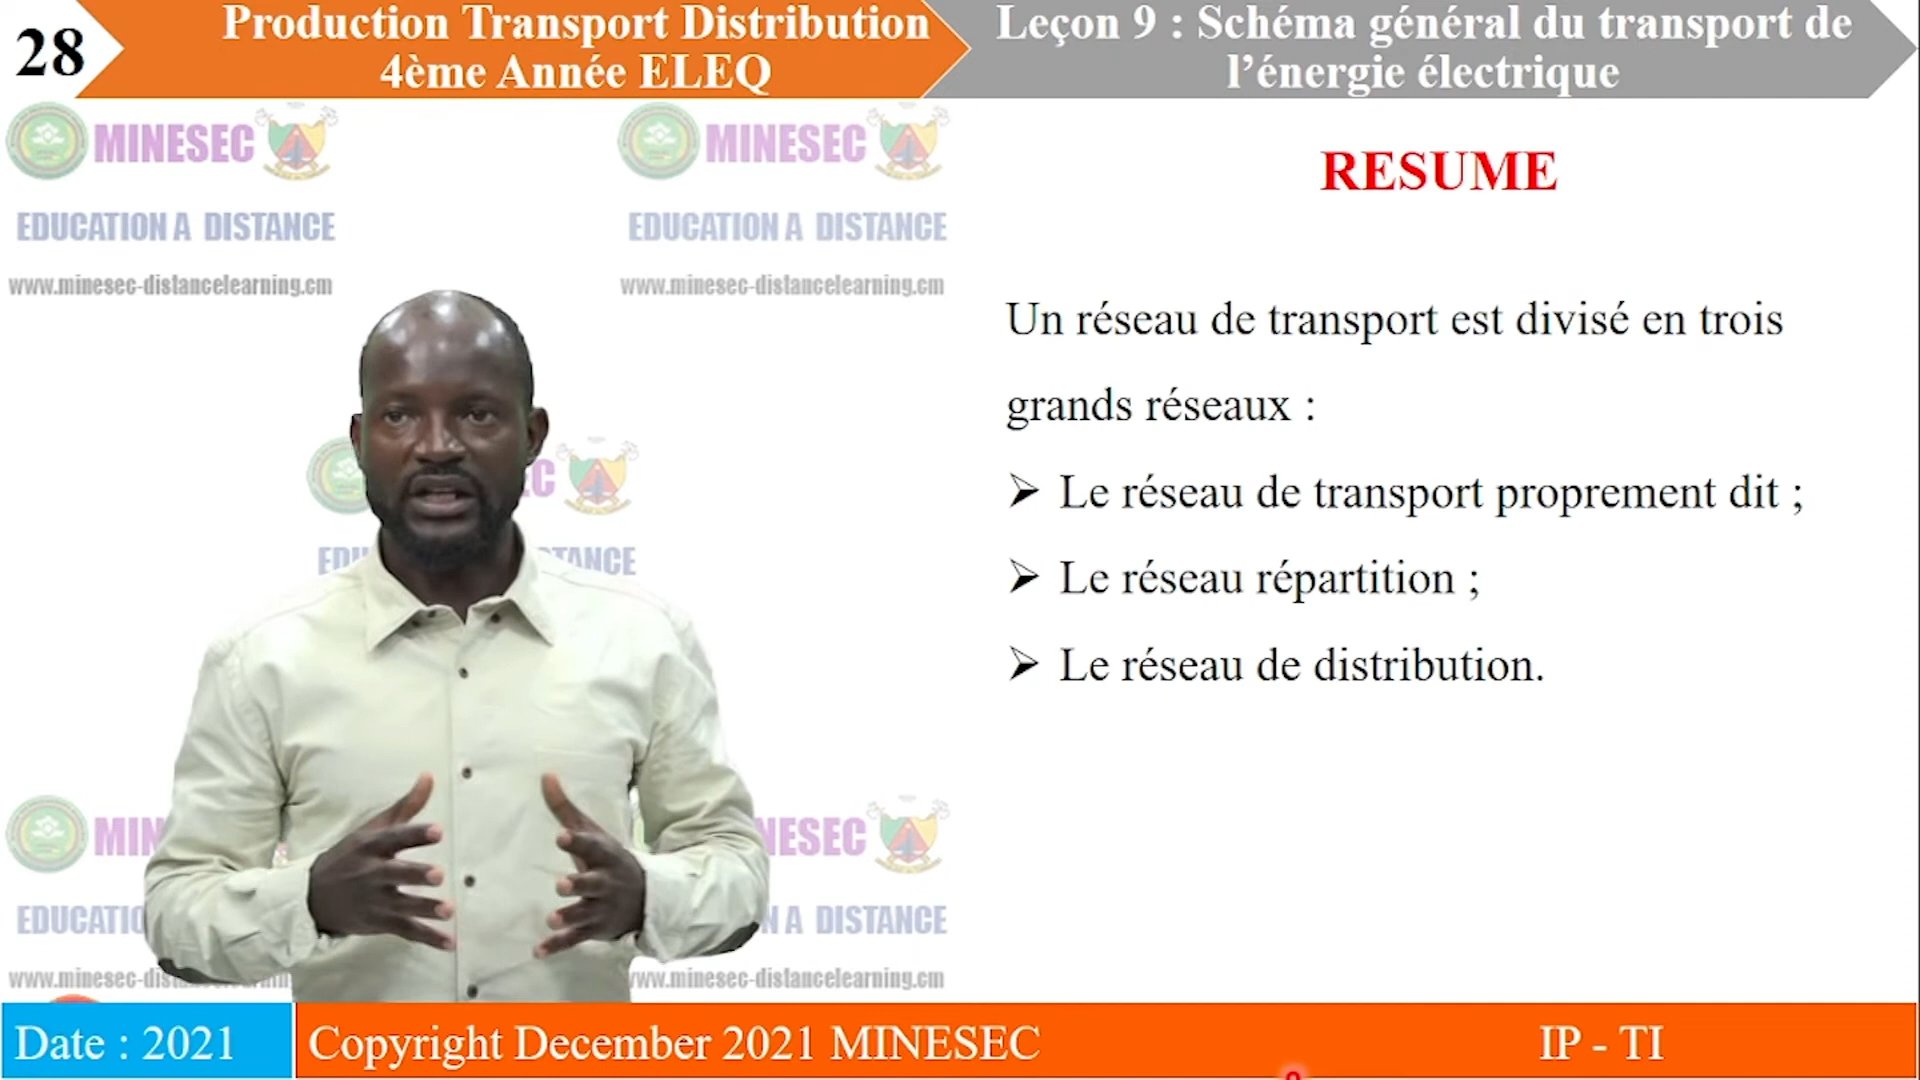 28
Production Transport Distribution
4ème Année ELEQ
Leçon 9 : Schéma général du transport de
l’énergie électrique
MINESEC
EDUCATION A DISTANCE
www.minesec-distancelearning.cm
MINESEC
EDUCATION A DISTANCE
www.minesec-distancelearning.cm
RESUME
Un réseau de transport est divisé en trois
grands réseaux :
➢ Le réseau de transport proprement dit ;
➢ Le réseau répartition ;
➢ Le réseau de distribution.
Date : 2021
Copyright December 2021 MINESEC
IP - TI